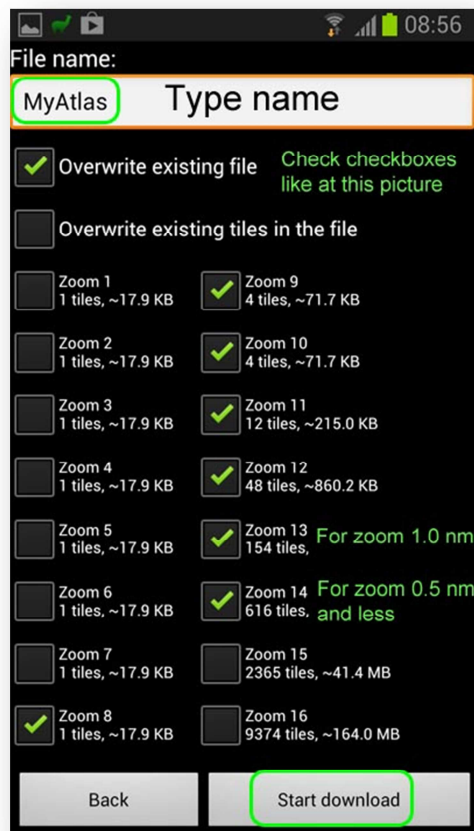 08:56
File name:
MyAtlas Type name
Overwrite existing file
Check checkboxes
like at this picture
Overwrite existing tiles in the file
Zoom 1
1 tiles, ~17.9 KB
Zoom 9
4 tiles, ~71.7 KB
Zoom 2
1 tiles, ~17.9 KB
Zoom 10
4 tiles, ~71.7 KB
Zoom 3
1 tiles, ~17.9 KB
Zoom 11
12 tiles, ~215.0 KB
Zoom 4
1 tiles, ~17.9 KB
Zoom 12
48 tiles, ~860.2 KB
Zoom 5
1 tiles, ~17.9 KB
Zoom 13
154 tiles,
For zoom 1.0 nm
Zoom 6
1 tiles, ~17.9 KB
Zoom 14
616 tiles,
For zoom 0.5 nm
and less
Zoom 7
1 tiles, ~17.9 KB
Zoom 15
2365 tiles, ~41.4 MB
Zoom 8
1 tiles, ~17.9 KB
Zoom 16
9374 tiles, ~164.0 MB
Back
Start download